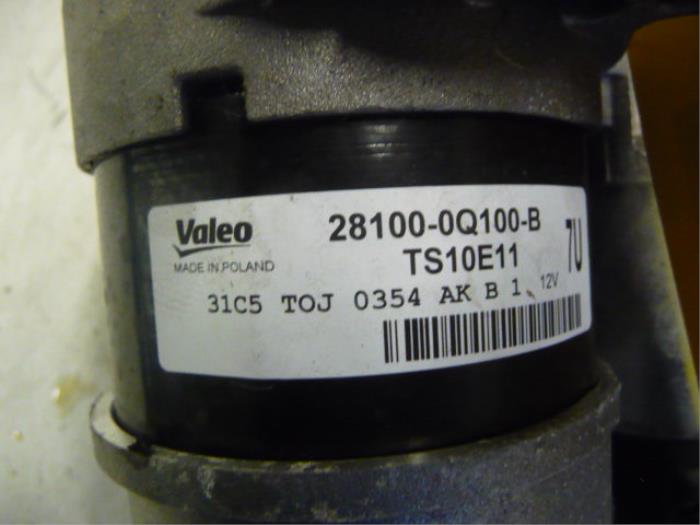 Valeo 28100-0Q100-B
MADE IN POLAND TS10E11 7U
31C5 TOJ 0354 AK B 1 12V